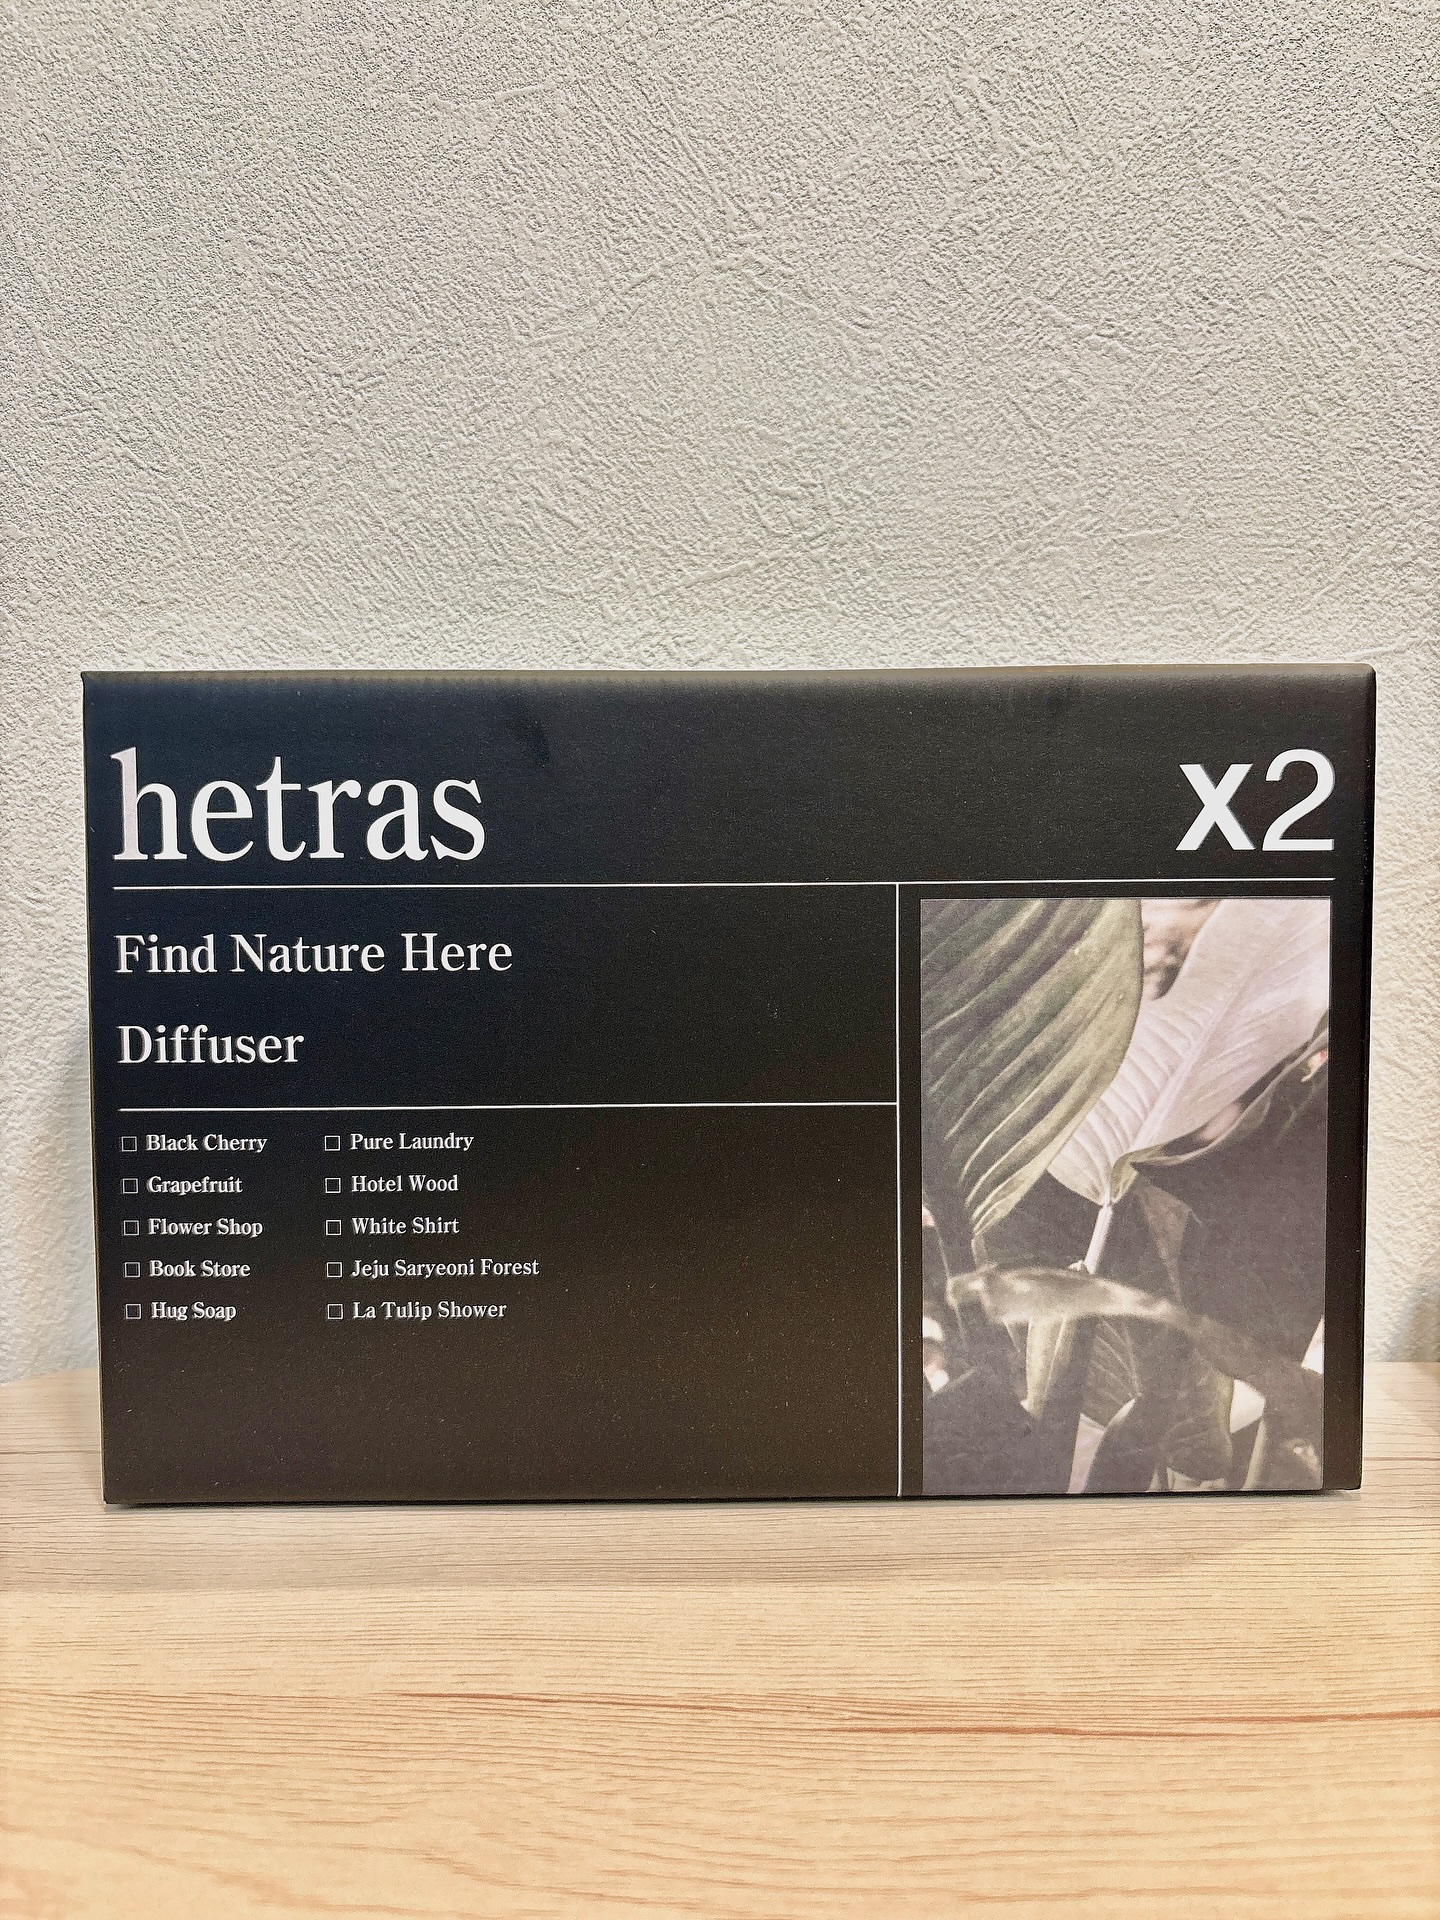 hetras
x2
Find Nature Here
Diffuser
□ Black Cherry
□ Grapefruit
□ Flower Shop
□ Book Store
□ Hug Soap
□ Pure Laundry
□ Hotel Wood
□ White Shirt
□ Jeju Saryeoni Forest
□ La Tulip Shower